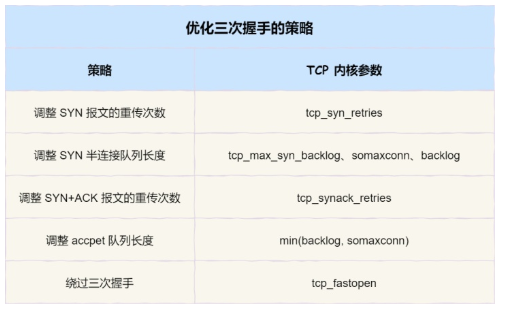 优化三次握手的策略
策略 TCP 内核参数
调整 SYN 报文的重传次数 tcp_syn_retries
调整 SYN 半连接队列长度 tcp_max_syn_backlog、somaxconn、backlog
调整 SYN+ACK 报文的重传次数 tcp_synack_retries
调整 accpet 队列长度 min(backlog, somaxconn)
绕过三次握手 tcp_fastopen